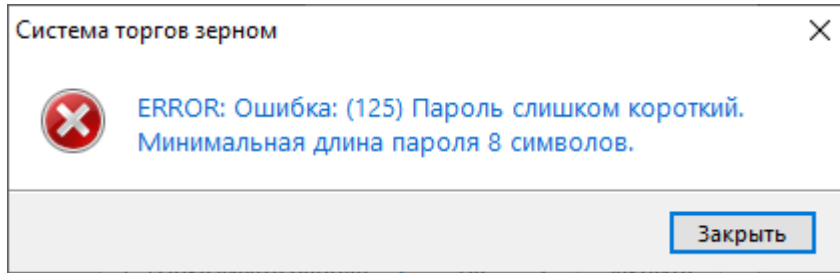 Система торгов зерном
ERROR: Ошибка: (125) Пароль слишком короткий.
Минимальная длина пароля 8 символов.
Закрыть